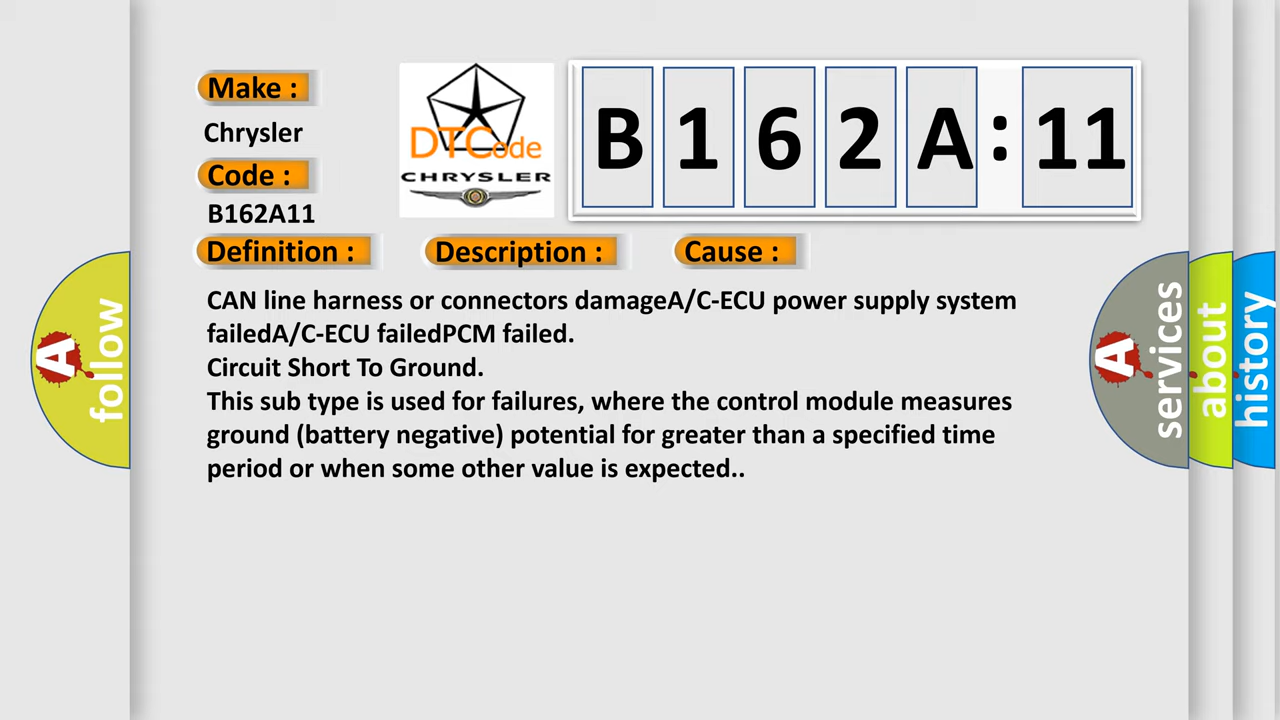 Make :
Chrysler
Code :
B162A11
DTCode
CHRYSLER
B 1 6 2 A : 11
Definition :
Description :
Cause :
CAN line harness or connectors damageA/C-ECU power supply system
failedA/C-ECU failedPCM failed.
Circuit Short To Ground.
This sub type is used for failures, where the control module measures
ground (battery negative) potential for greater than a specified time
period or when some other value is expected..
A
follow
A
services
about
history